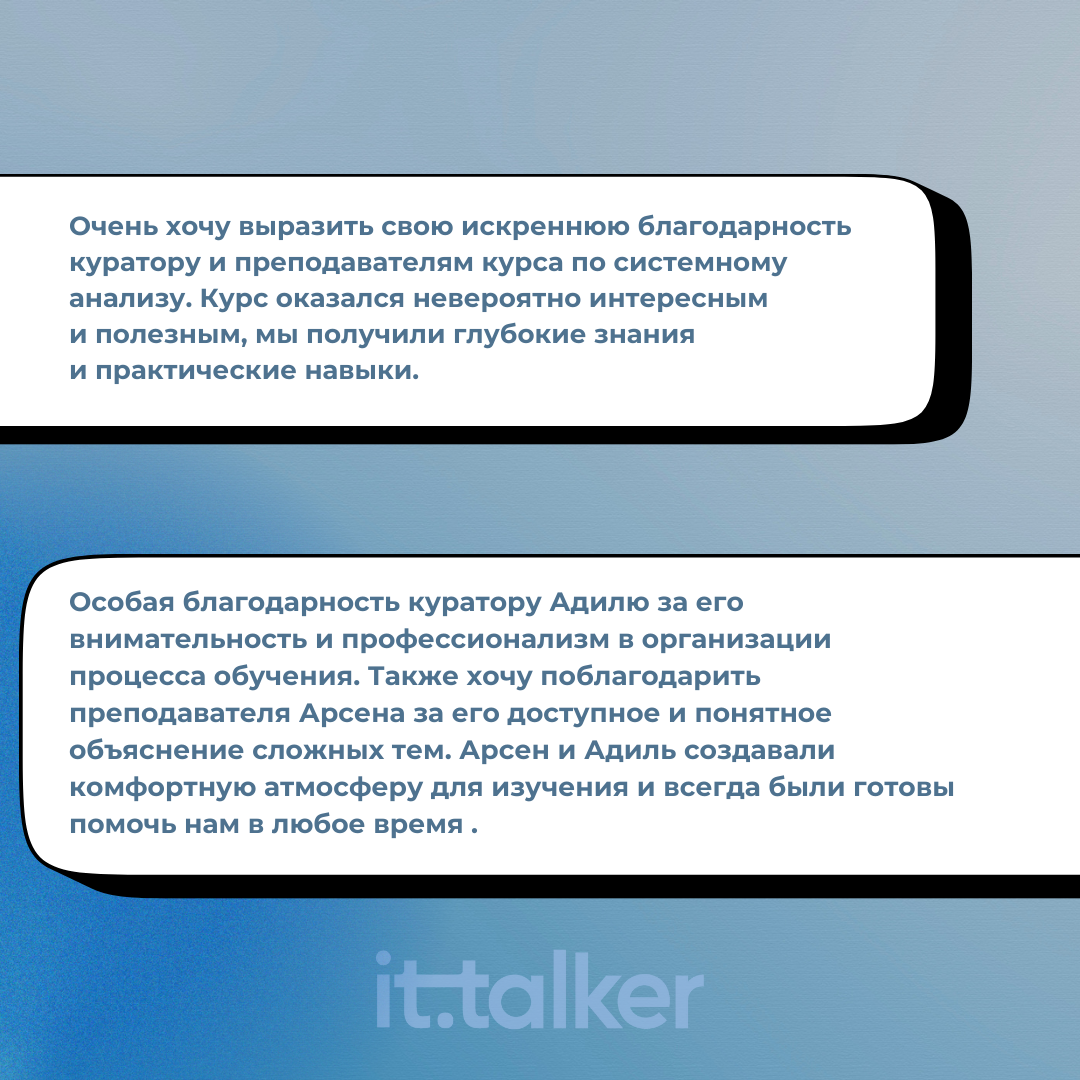 Очень хочу выразить свою искреннюю благодарность
куратору и преподавателям курса по системному
анализу. Курс оказался невероятно интересным
и полезным, мы получили глубокие знания
и практические навыки.
Особая благодарность куратору Адилю за его
внимательность и профессионализм в организации
процесса обучения. Также хочу поблагодарить
преподавателя Арсена за его доступное и понятное
объяснение сложных тем. Арсен и Адиль создавали
комфортную атмосферу для изучения и всегда были готовы
помочь нам в любое время .
it.talker